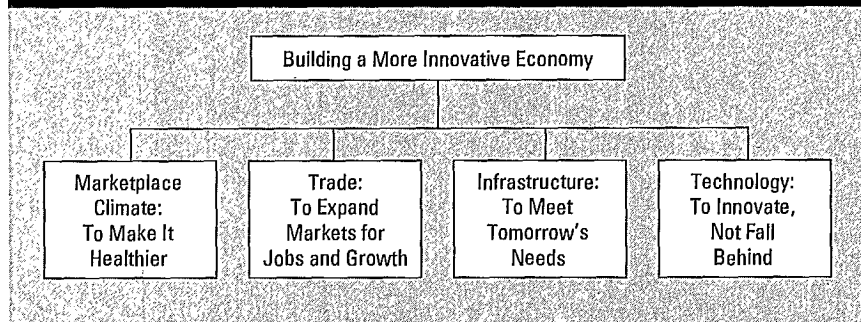 Building a More Innovative Economy
Marketplace
Climate:
To Make It
Healthier
Trade:
To Expand
Markets for
Jobs and Growth
Infrastructure:
To Meet
Tomorrow's
Needs
Technology:
To Innovate,
Not Fall
Behind